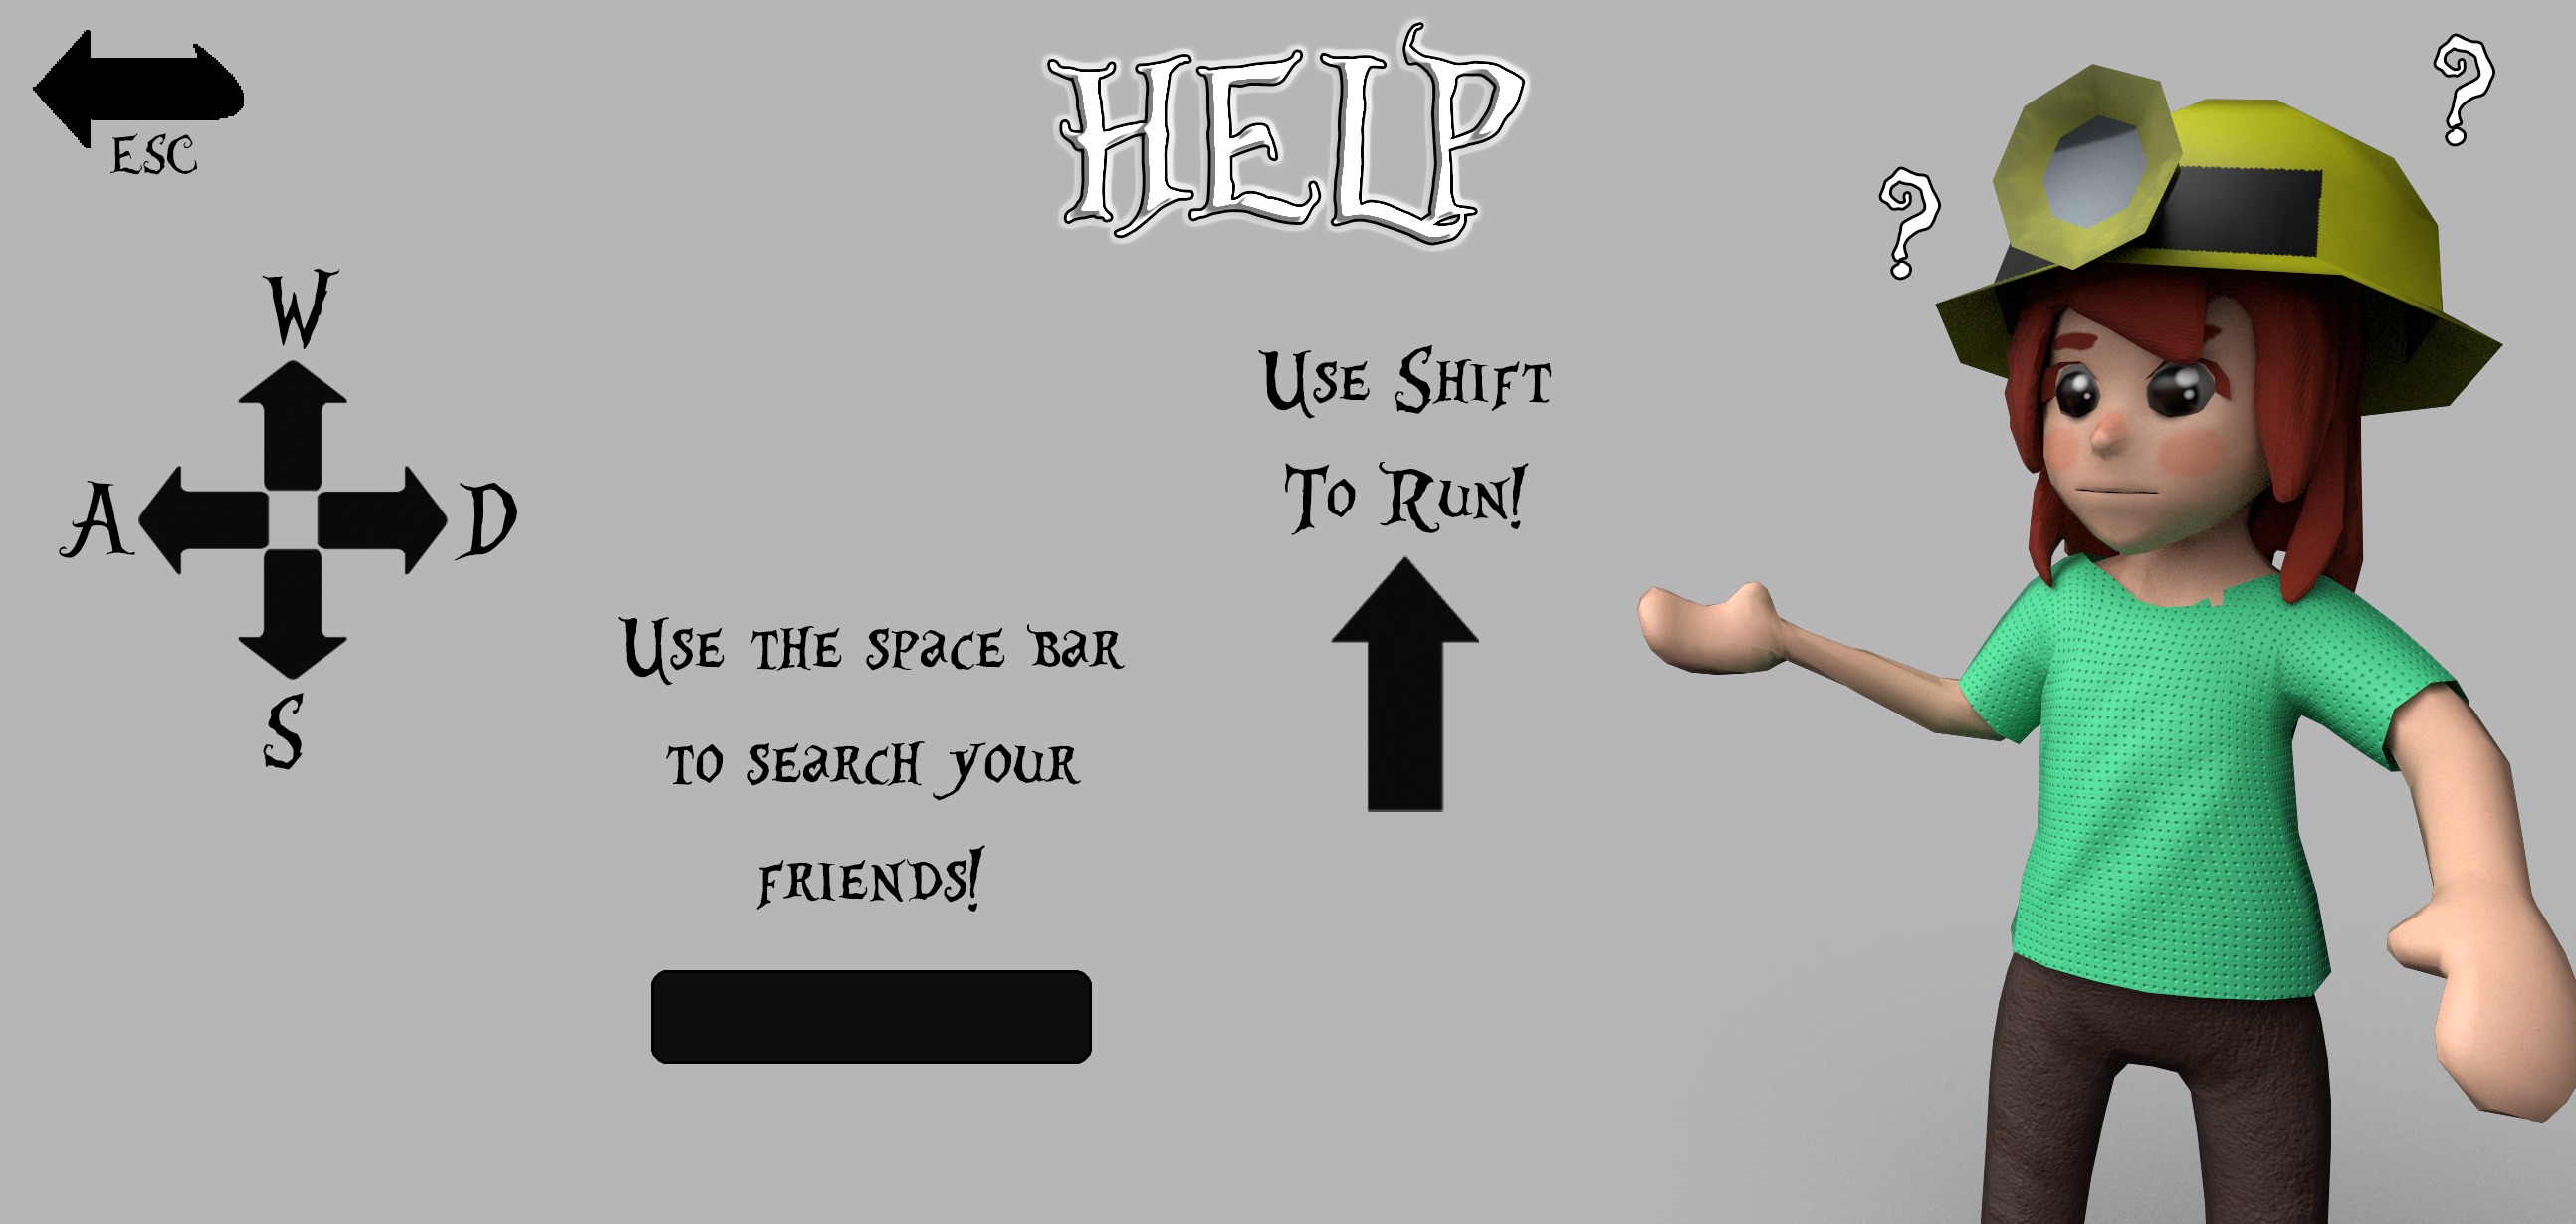 HELP
ESC
?
?
W
A
D
S
Use Shift
To Run!
Use the space bar
to search your
friends!